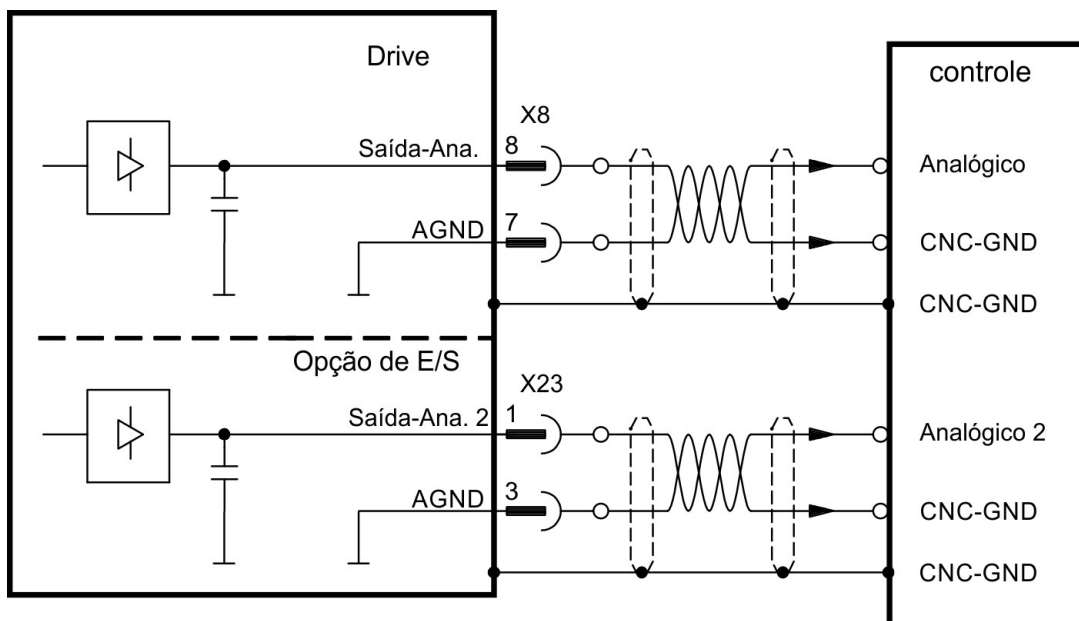 Drive
controle
X8
Saída-Ana. 8
Analógico
AGND 7
CNC-GND
CNC-GND
Opção de E/S
X23
Saída-Ana. 2 1
Analógico 2
AGND 3
CNC-GND
CNC-GND